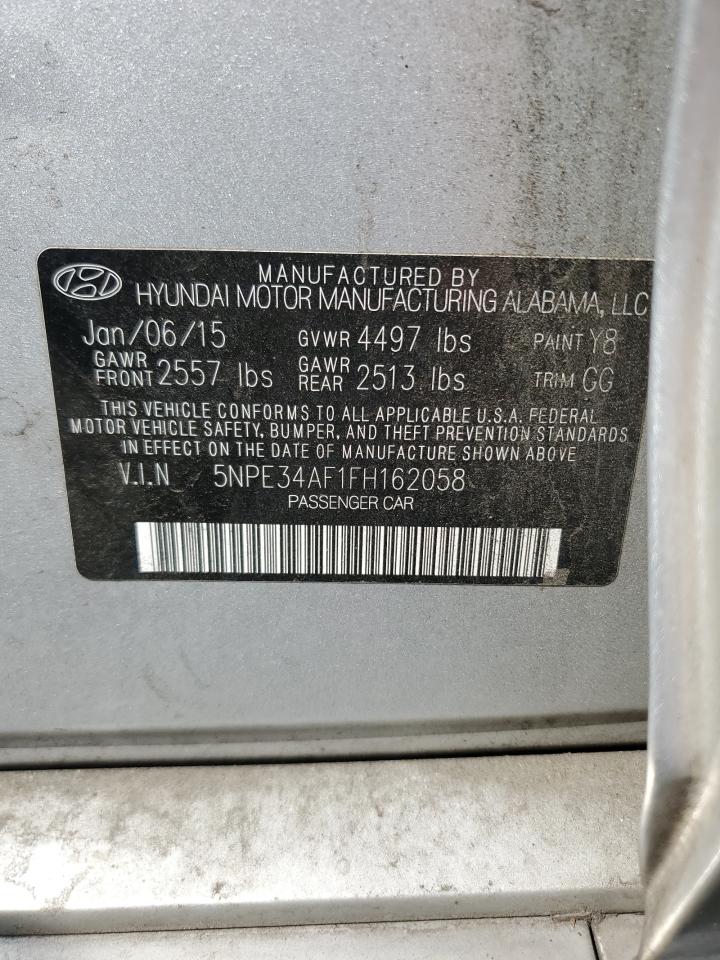 MANUFACTURED BY
HYUNDAI MOTOR MANUFACTURING ALABAMA, LLC
Jan/06/15 GVWR 4497 lbs PAINT Y8
GAWR FRONT 2557 lbs GAWR REAR 2513 lbs TRIM GG
THIS VEHICLE CONFORMS TO ALL APPLICABLE U.S.A. FEDERAL
MOTOR VEHICLE SAFETY, BUMPER, AND THEFT PREVENTION STANDARDS
IN EFFECT ON THE DATE OF MANUFACTURE SHOWN ABOVE.
V.I.N 5NPE34AF1FH162058
PASSENGER CAR